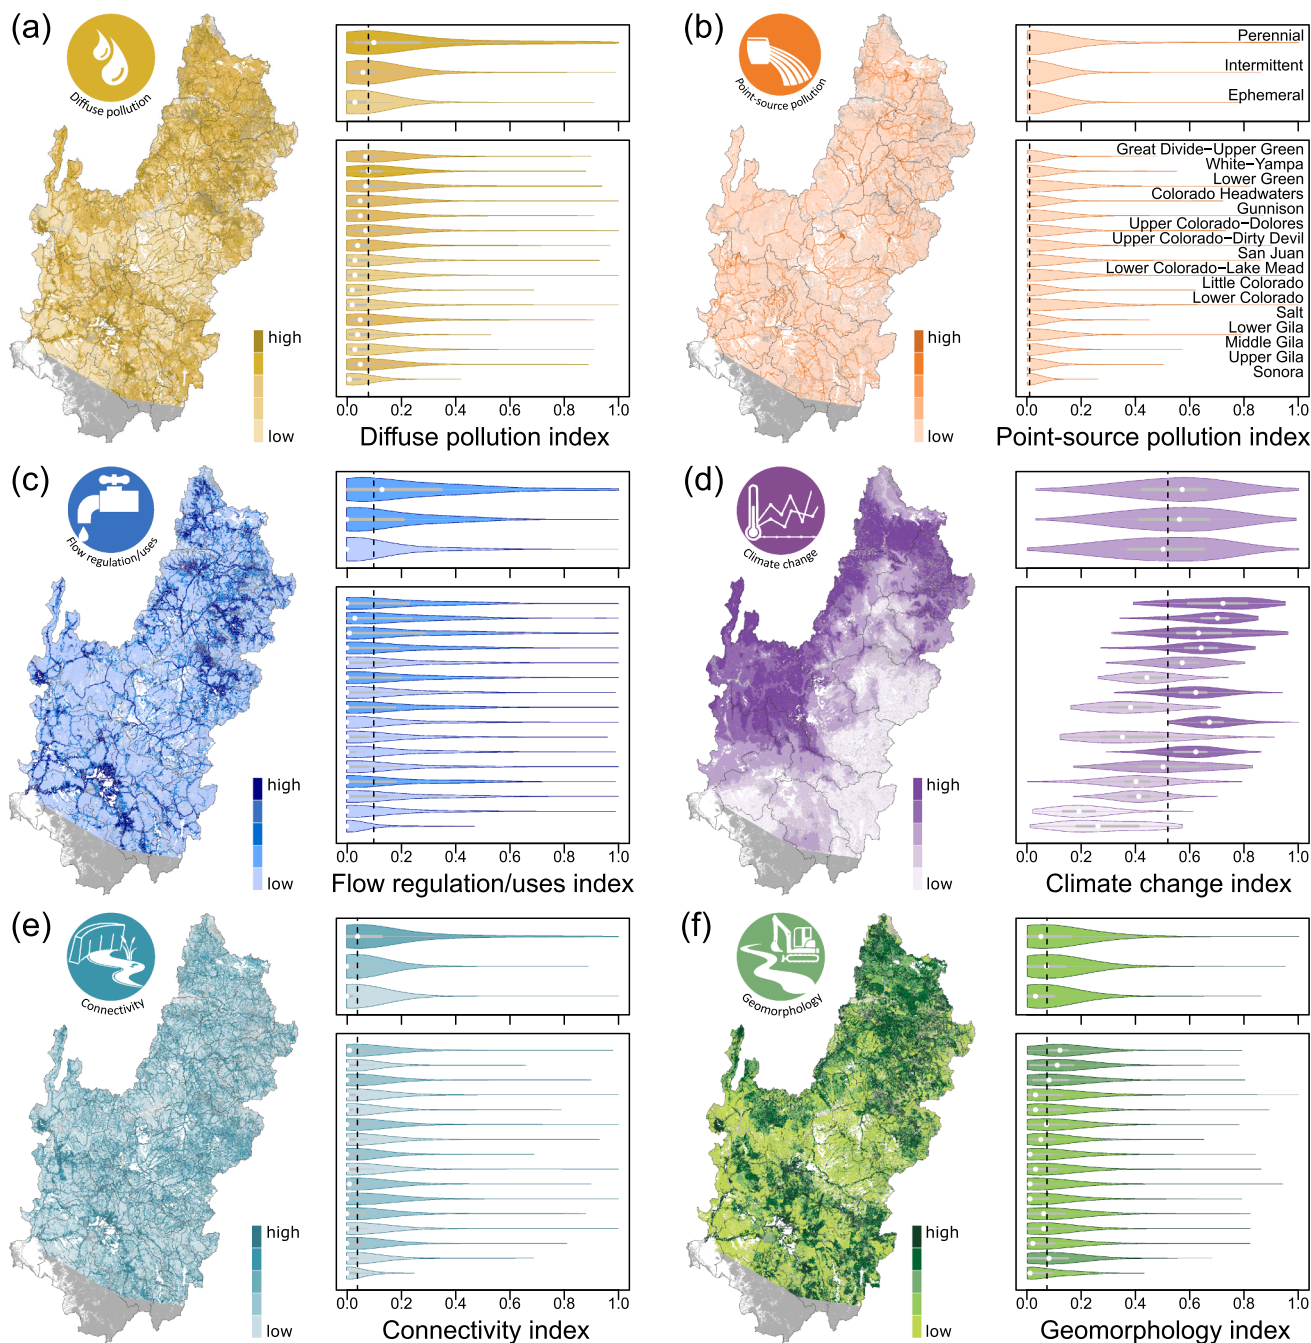 (a)
Diffuse pollution
high
low
0.0 0.2 0.4 0.6 0.8 1.0
Diffuse pollution index
(b)
Point-source pollution
high
low
Perennial
Intermittent
Ephemeral
Great Divide−Upper Green
White−Yampa
Lower Green
Colorado Headwaters
Gunnison
Upper Colorado−Dolores
Upper Colorado−Dirty Devil
San Juan
Lower Colorado−Lake Mead
Little Colorado
Lower Colorado
Salt
Lower Gila
Middle Gila
Upper Gila
Sonora
0.0 0.2 0.4 0.6 0.8 1.0
Point-source pollution index
(c)
Flow regulation/uses
high
low
0.0 0.2 0.4 0.6 0.8 1.0
Flow regulation/uses index
(d)
Climate change
high
low
0.0 0.2 0.4 0.6 0.8 1.0
Climate change index
(e)
Connectivity
high
low
0.0 0.2 0.4 0.6 0.8 1.0
Connectivity index
(f)
Geomorphology
high
low
0.0 0.2 0.4 0.6 0.8 1.0
Geomorphology index